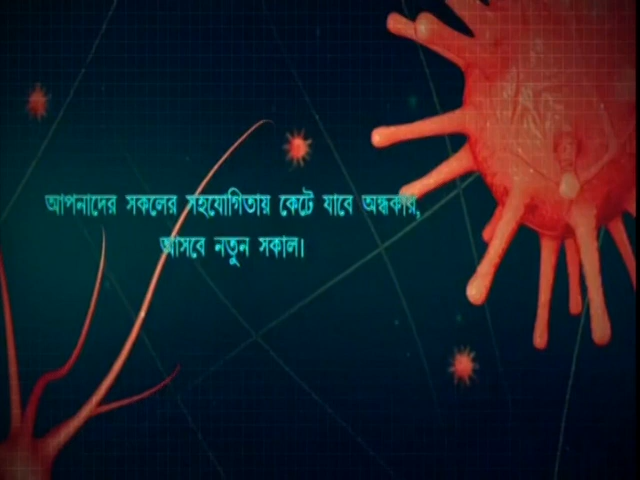 আপনাদের সকলের সহযোগিতায় কেটে যাবে অন্ধকার,
আসবে নতুন সকাল।